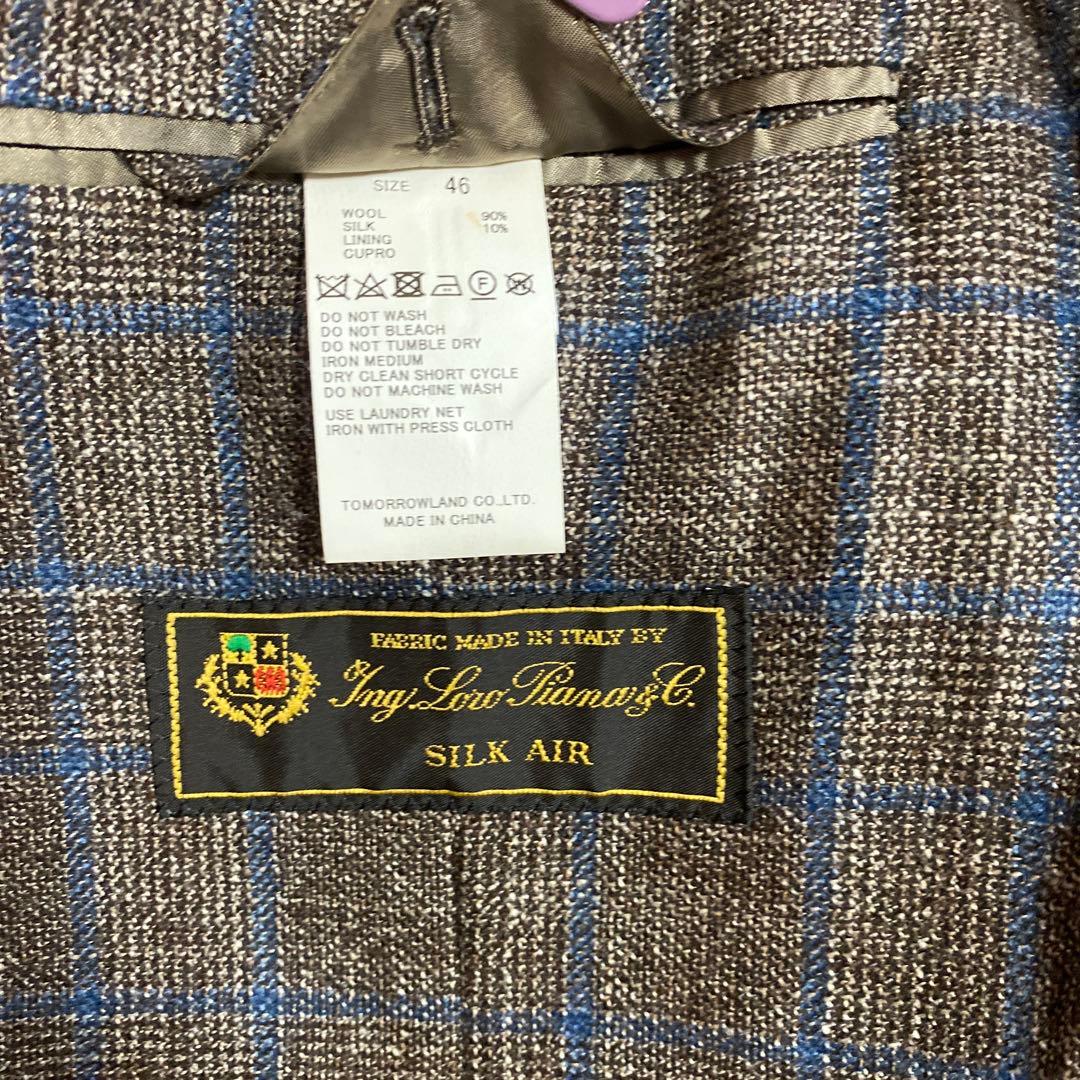 SIZE 46
WOOL 90%
SILK 10%
LINING
CUPRO
F W
DO NOT WASH
DO NOT BLEACH
DO NOT TUMBLE DRY
IRON MEDIUM
DRY CLEAN SHORT CYCLE
DO NOT MACHINE WASH
USE LAUNDRY NET
IRON WITH PRESS CLOTH
TOMORROWLAND CO.,LTD.
MADE IN CHINA
FABRIC MADE IN ITALY BY
Ing. Loro Piana & C.
SILK AIR